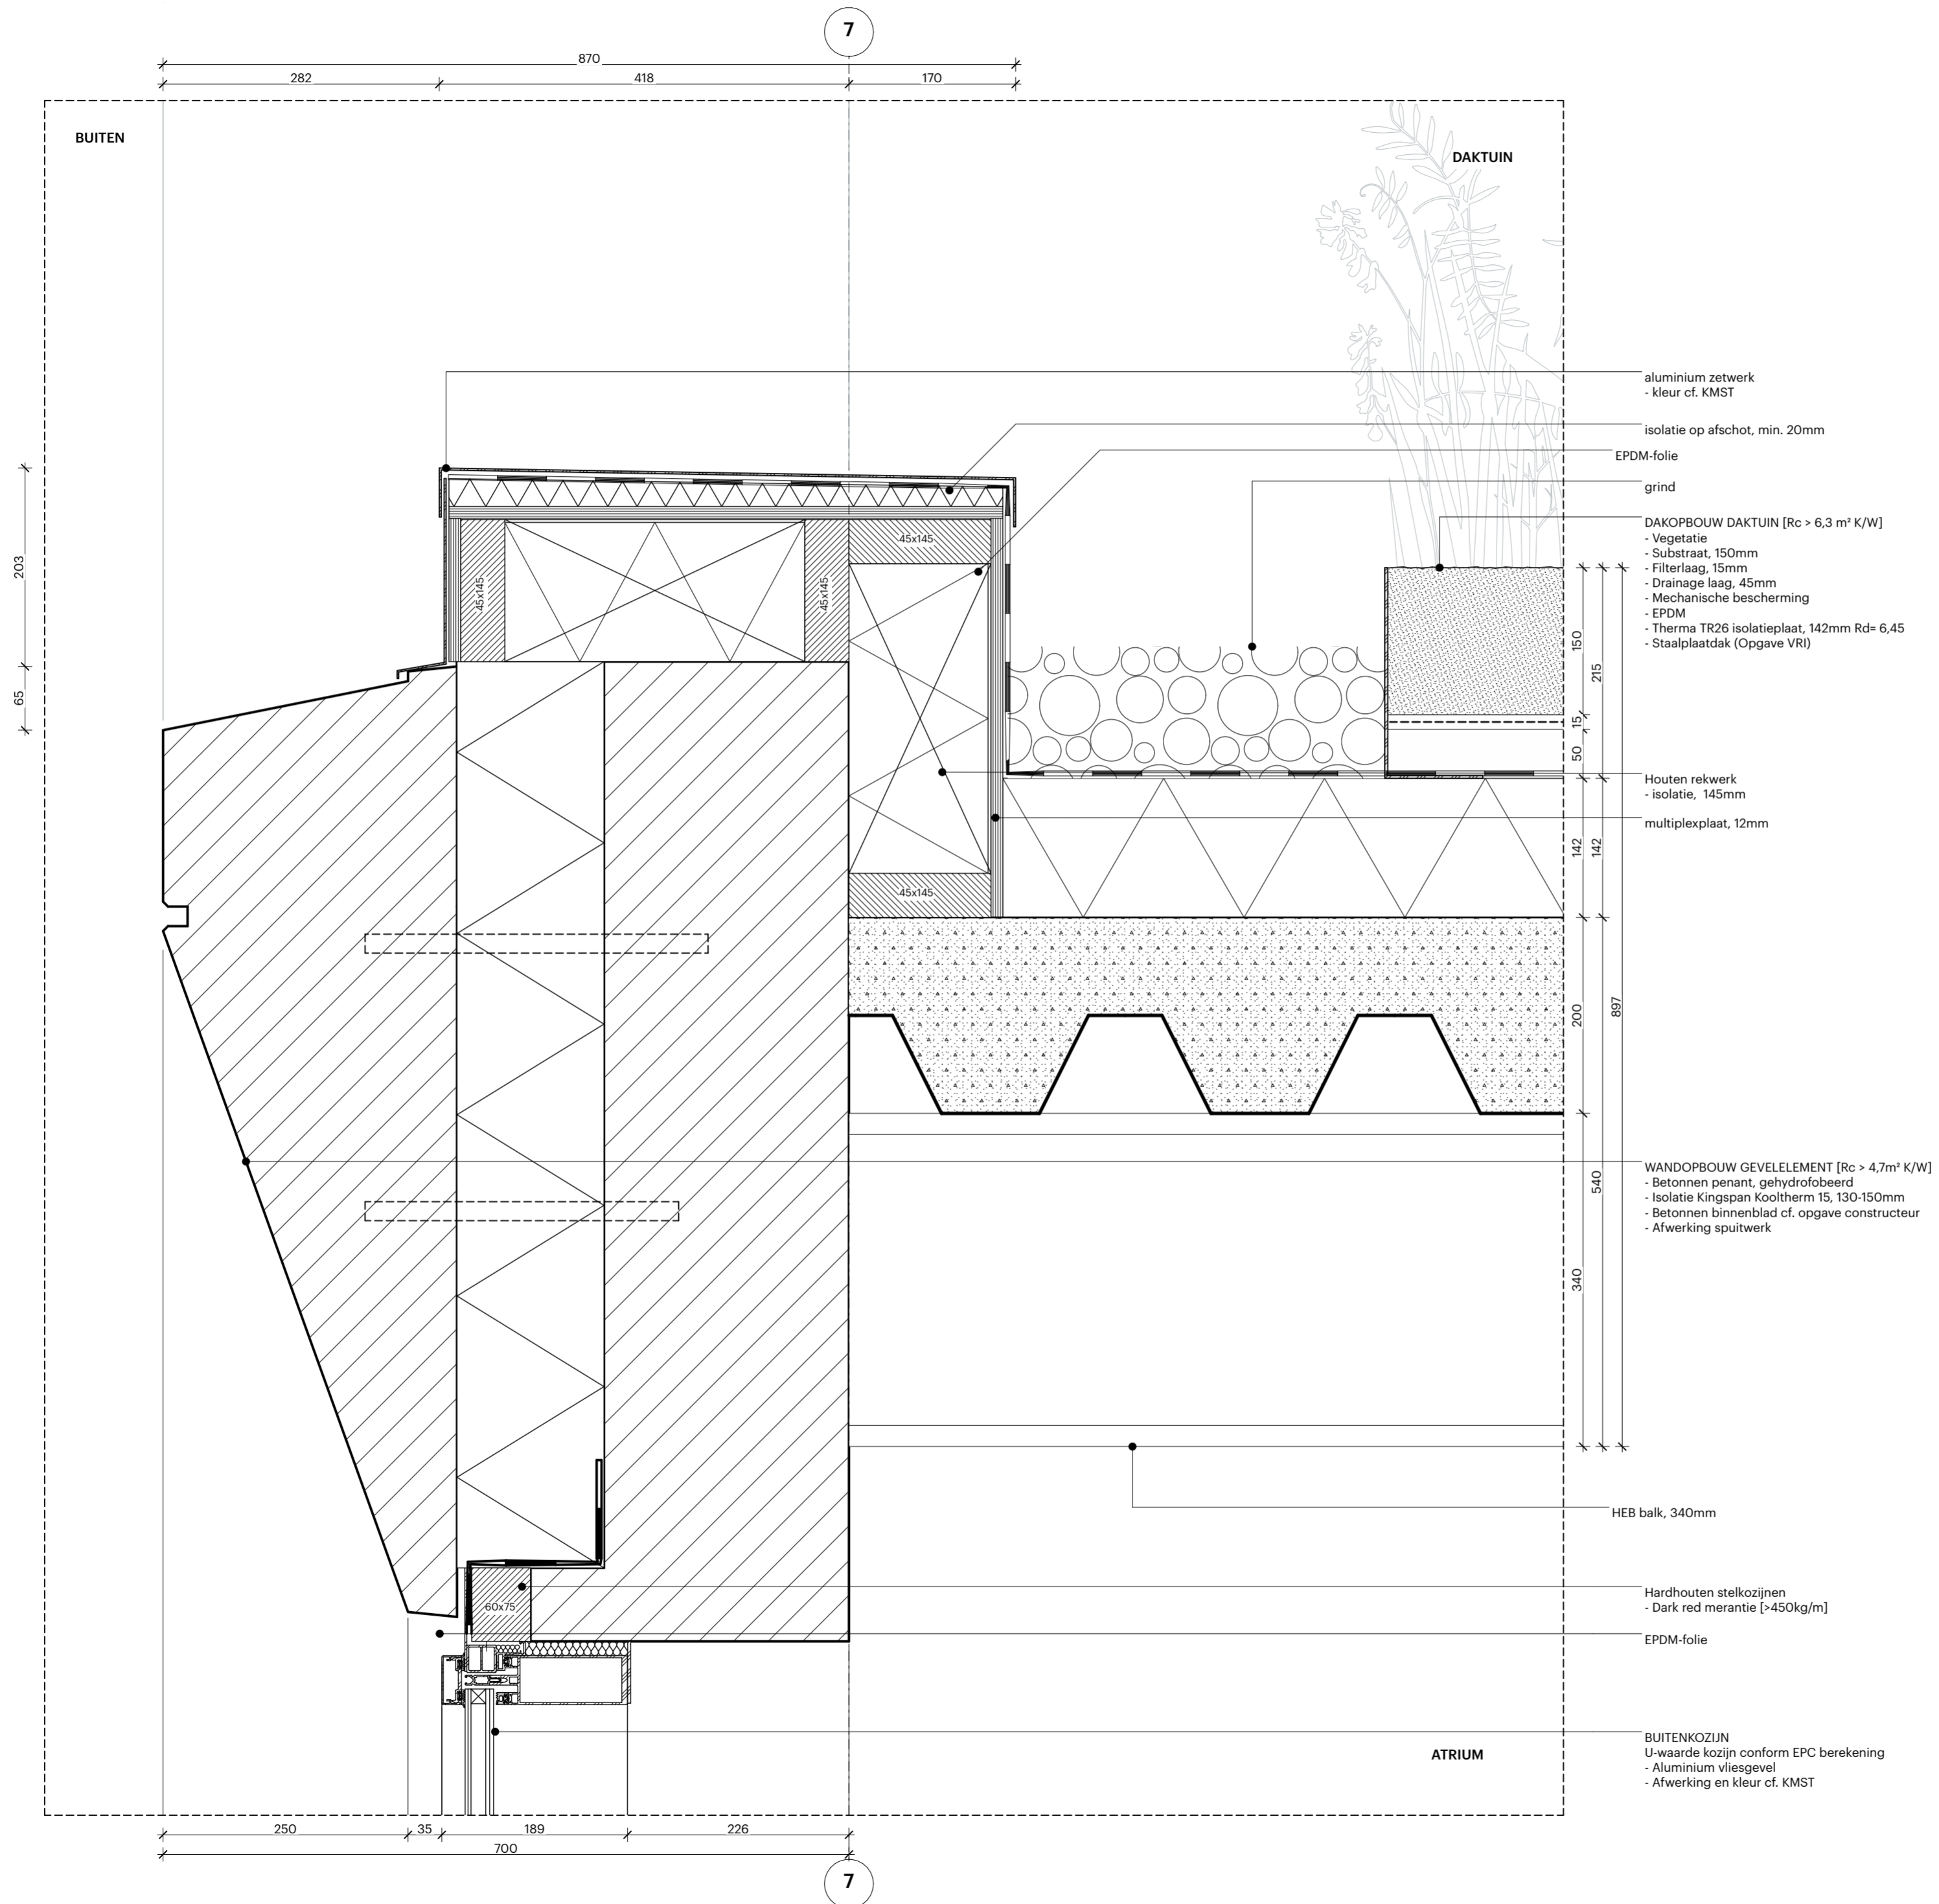 7
870
282
418
170
BUITEN
DAKTUIN
aluminium zetwerk
- kleur cf. KMST
isolatie op afschot, min. 20mm
EPDM-folie
grind
DAKOPBOUW DAKTUIN [Rc > 6,3 m² K/W]
- Vegetatie
- Substraat, 150mm
- Filterlaag, 15mm
- Drainage laag, 45mm
- Mechanische bescherming
- EPDM
- Therma TR26 isolatieplaat, 142mm Rd= 6,45
- Staalplaatdak (Opgave VRI)
203
65
45x145
45x145
45x145
45x145
150
215
15
50
142
142
200
897
540
340
Houten rekwerk
- isolatie,  145mm
multiplexplaat, 12mm
WANDOPBOUW GEVELELEMENT [Rc > 4,7m² K/W]
- Betonnen penant, gehydrofobeerd
- Isolatie Kingspan Kooltherm 15, 130-150mm
- Betonnen binnenblad cf. opgave constructeur
- Afwerking spuitwerk
HEB balk, 340mm
60x75
Hardhouten stelkozijnen
- Dark red merantie [>450kg/m]
EPDM-folie
BUITENKOZIJN
U-waarde kozijn conform EPC berekening
- Aluminium vliesgevel
- Afwerking en kleur cf. KMST
ATRIUM
250
35
189
226
700
7